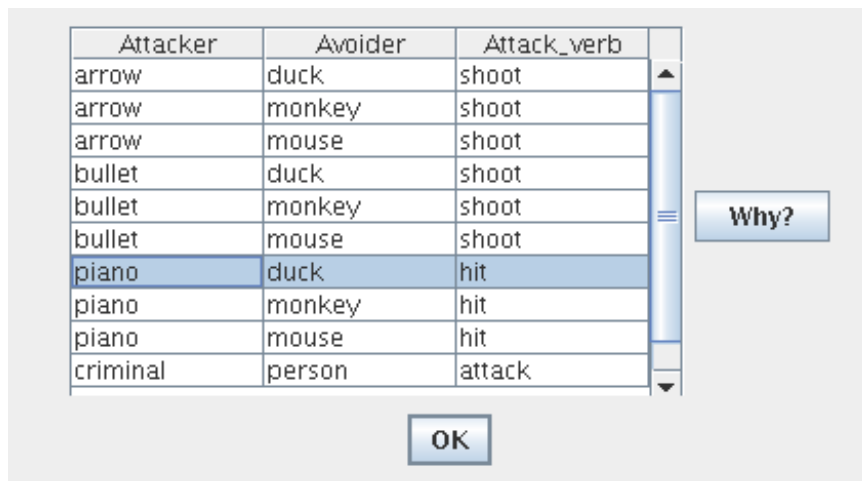 Attacker Avoider Attack_verb
arrow duck shoot
arrow monkey shoot
arrow mouse shoot
bullet duck shoot
bullet monkey shoot
bullet mouse shoot
Why?
piano duck hit
piano monkey hit
piano mouse hit
criminal person attack
OK